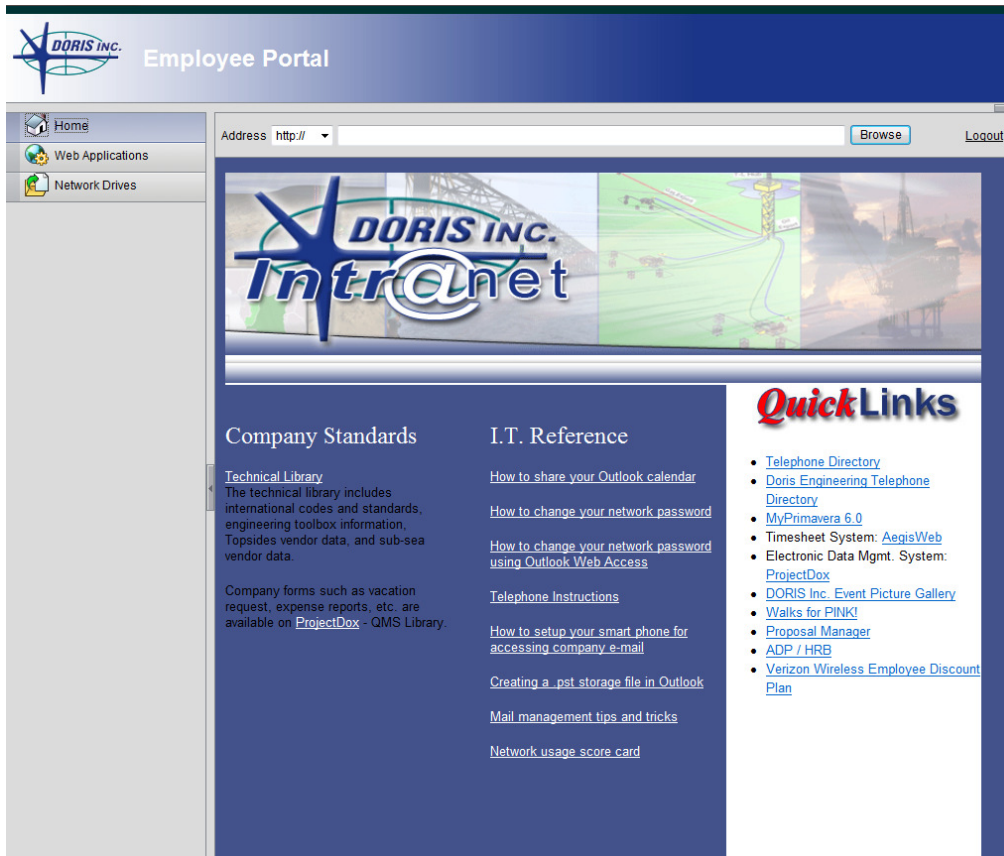 DORIS INC.
Employee Portal
Home
Web Applications
Network Drives
Address http:// Browse Logout
DORIS INC.
Intr@net
Company Standards
Technical Library
The technical library includes
international codes and standards,
engineering toolbox information,
Topsides vendor data, and sub-sea
vendor data.
Company forms such as vacation
request, expense reports, etc. are
available on ProjectDox - QMS Library.
I.T. Reference
How to share your Outlook calendar
How to change your network password
How to change your network password
using Outlook Web Access
Telephone Instructions
How to setup your smart phone for
accessing company e-mail
Creating a .pst storage file in Outlook
Mail management tips and tricks
Network usage score card
QuickLinks
Telephone Directory
Doris Engineering Telephone
Directory
MyPrimavera 6.0
Timesheet System: AegisWeb
Electronic Data Mgmt. System:
ProjectDox
DORIS Inc. Event Picture Gallery
Walks for PINK!
Proposal Manager
ADP / HRB
Verizon Wireless Employee Discount
Plan